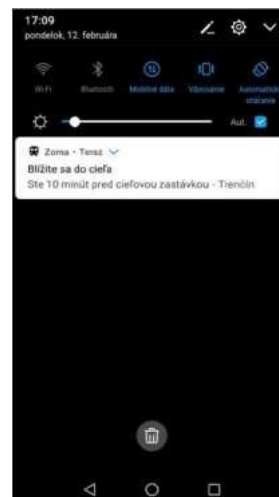 17:09
pondelok, 12. februára
Wi-Fi Bluetooth Mobilné dáta Vibrovanie Automatické
otáčanie
Aut.
Zoma • Teraz
Blížite sa do cieľa
Ste 10 minút pred cieľovou zastávkou - Trenčín